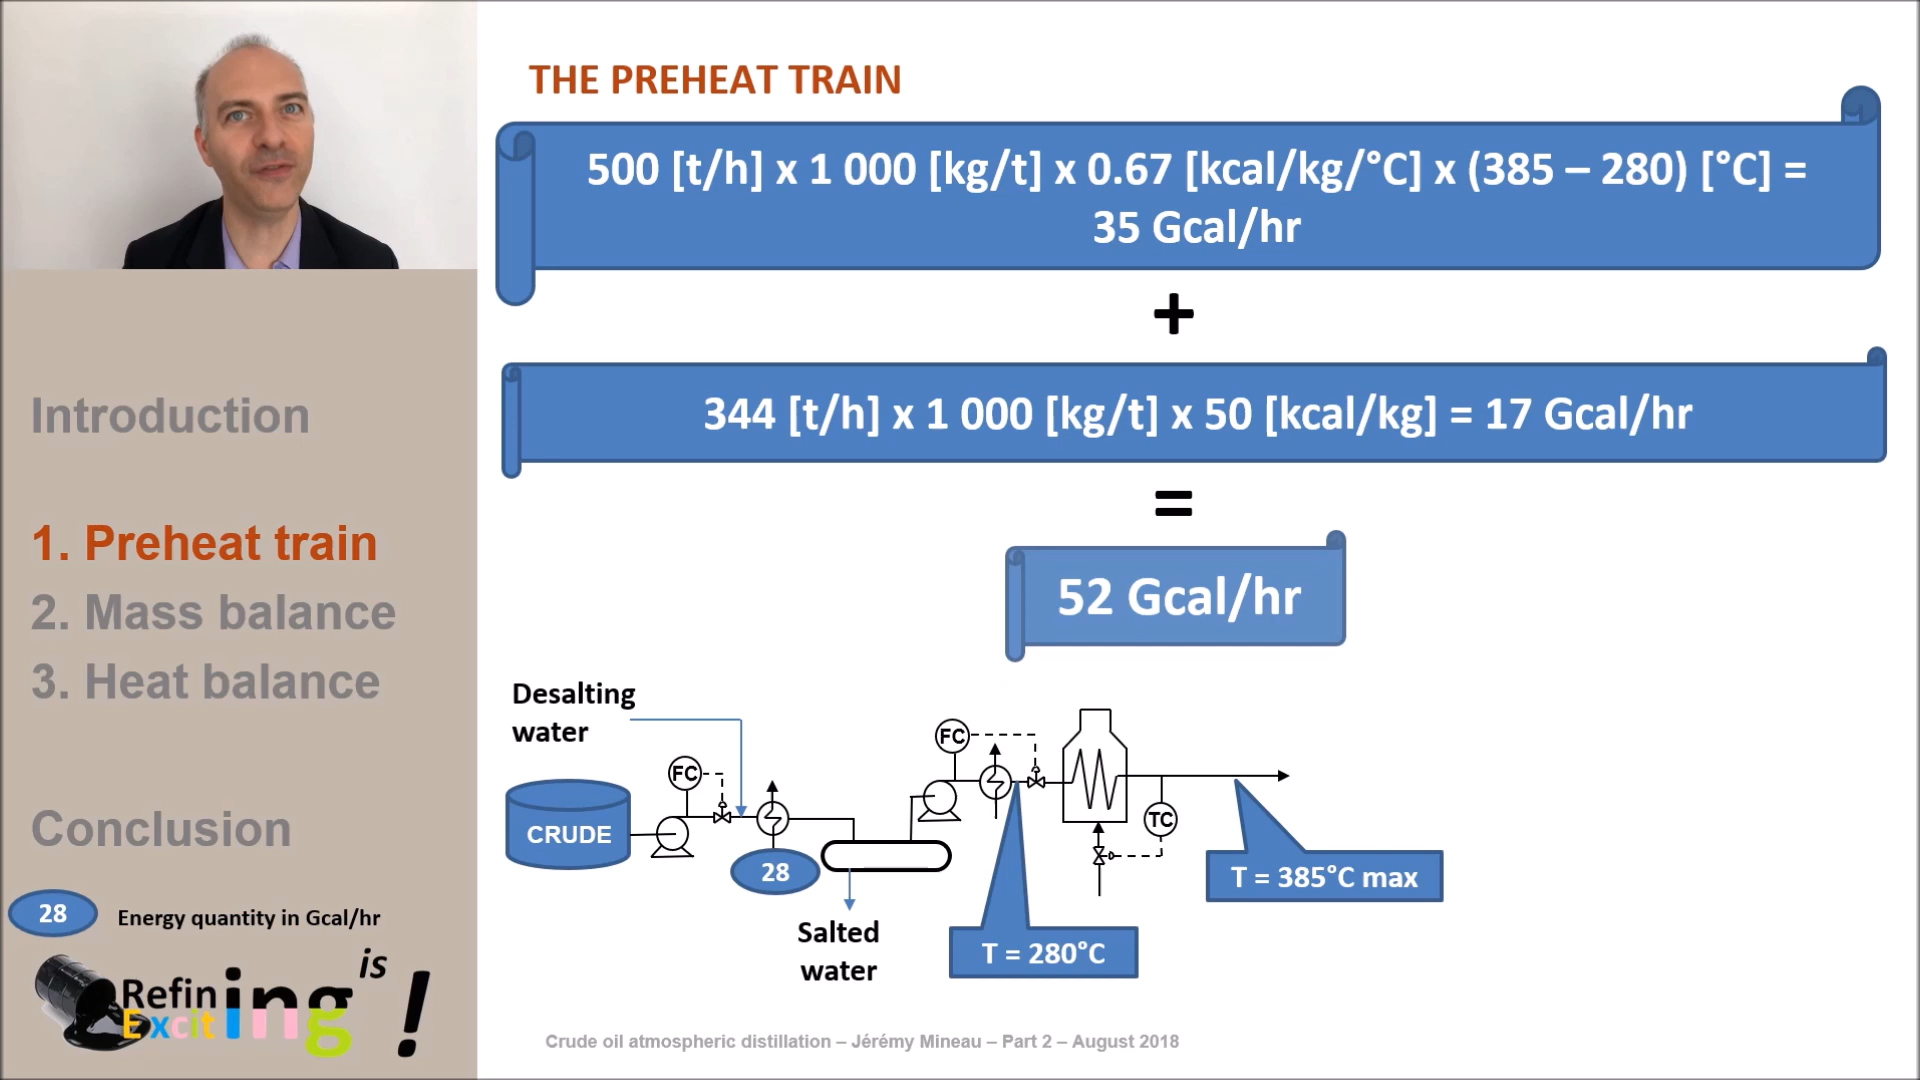 THE PREHEAT TRAIN
500 [t/h] x 1 000 [kg/t] x 0.67 [kcal/kg/°C] x (385 – 280) [°C] =
35 Gcal/hr
+
344 [t/h] x 1 000 [kg/t] x 50 [kcal/kg] = 17 Gcal/hr
=
52 Gcal/hr
Introduction
1. Preheat train
2. Mass balance
3. Heat balance
Conclusion
28 Energy quantity in Gcal/hr
Refining
is
Exciting
!
Desalting
water
FC
CRUDE
28
Salted
water
FC
T = 280°C
TC
T = 385°C max
Crude oil atmospheric distillation – Jérémy Mineau – Part 2 – August 2018